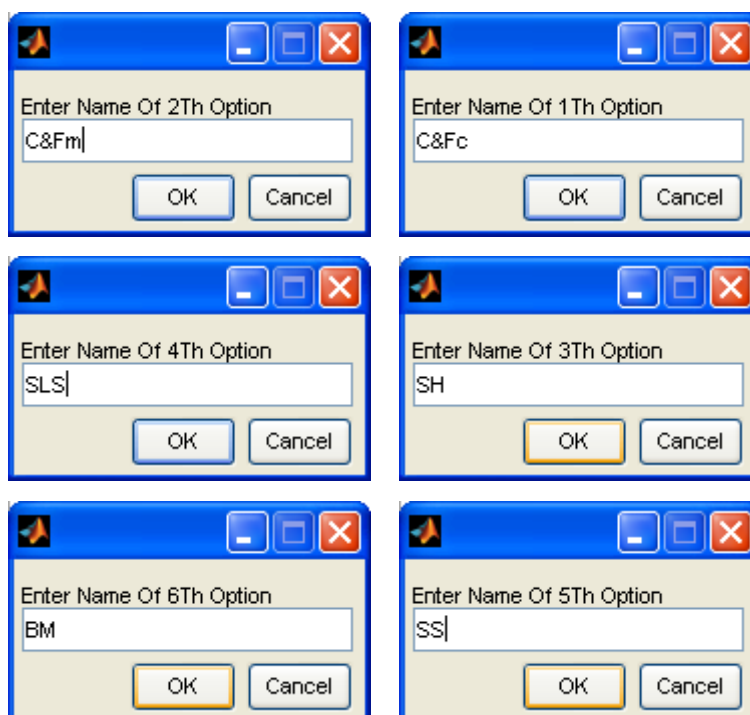 Enter Name Of 2Th Option
C&Fm
OK Cancel
Enter Name Of 1Th Option
C&Fc
OK Cancel
Enter Name Of 4Th Option
SLS
OK Cancel
Enter Name Of 3Th Option
SH
OK Cancel
Enter Name Of 6Th Option
BM
OK Cancel
Enter Name Of 5Th Option
SS
OK Cancel